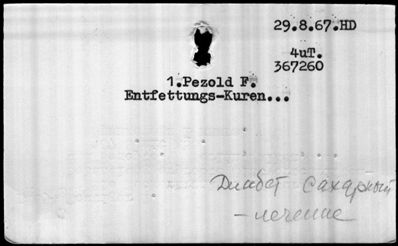 29.8.67.HD
4uT.
367260
1.Pezold F.
Entfettungs-Kuren...
Диабет сахарный
– лечение